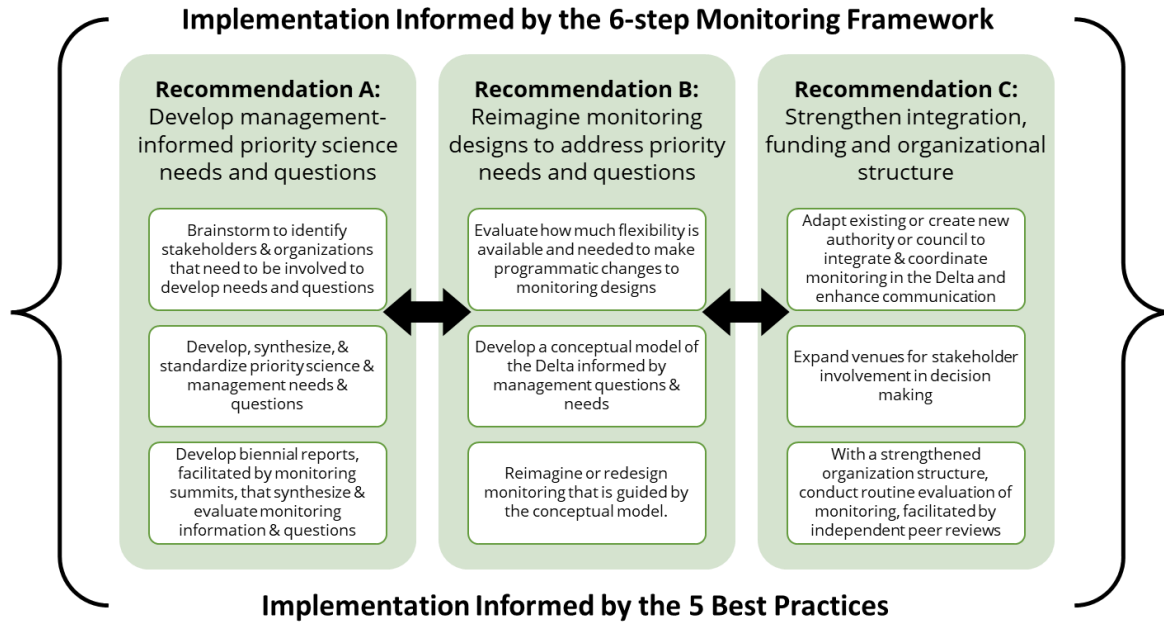 Implementation Informed by the 6-step Monitoring Framework
Recommendation A:
Develop management-
informed priority science
needs and questions
Brainstorm to identify
stakeholders & organizations
that need to be involved to
develop needs and questions
Develop, synthesize, &
standardize priority science &
management needs &
questions
Develop biennial reports,
facilitated by monitoring
summits, that synthesize &
evaluate monitoring
information & questions
Recommendation B:
Reimagine monitoring
designs to address priority
needs and questions
Evaluate how much flexibility is
available and needed to make
programmatic changes to
monitoring designs
Develop a conceptual model of
the Delta informed by
management questions &
needs
Reimagine or redesign
monitoring that is guided by
the conceptual model.
Recommendation C:
Strengthen integration,
funding and organizational
structure
Adapt existing or create new
authority or council to
integrate & coordinate
monitoring in the Delta and
enhance communication
Expand venues for stakeholder
involvement in decision
making
With a strengthened
organization structure,
conduct routine evaluation of
monitoring, facilitated by
independent peer reviews
Implementation Informed by the 5 Best Practices